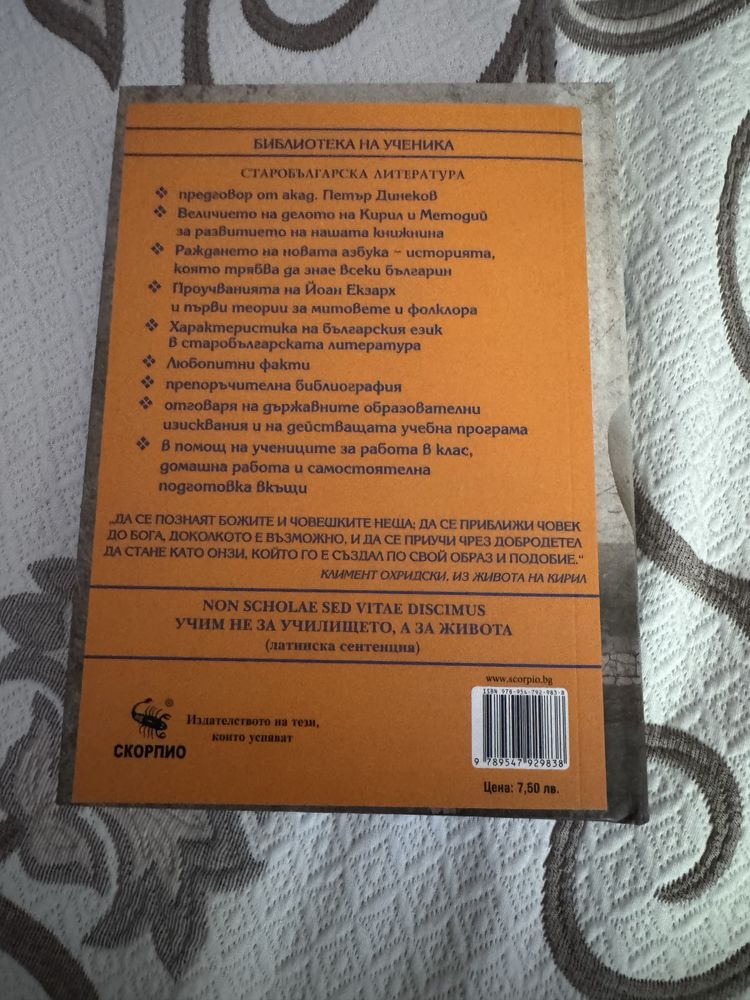 БИБЛИОТЕКА НА УЧЕНИКА
СТАРОБЪЛГАРСКА ЛИТЕРАТУРА
❖ предговор от акад. Петър Динеков
❖ Величието на делото на Кирил и Методий
за развитието на нашата книжнина
❖ Раждането на новата азбука ~ историята,
която трябва да знае всеки българин
❖ Проучванията на Йоан Екзарх
и първи теории за митовете и фолклора
❖ Характеристика на българския език
в старобългарската литература
❖ Любопитни факти
❖ препоръчителна библиография
❖ отговаря на държавните образователни
изисквания и на действащата учебна програма
❖ в помощ на учениците за работа в клас,
домашна работа и самостоятелна
подготовка вкъщи
„ДА СЕ ПОЗНАЯТ БОЖИТЕ И ЧОВЕШКИТЕ НЕЩА; ДА СЕ ПРИБЛИЖИ ЧОВЕК
ДО БОГА, ДОКОЛКОТО Е ВЪЗМОЖНО, И ДА СЕ ПРИУЧИ ЧРЕЗ ДОБРОДЕТЕЛ
ДА СТАНЕ КАТО ОНЗИ, КОЙТО ГО Е СЪЗДАЛ ПО СВОЙ ОБРАЗ И ПОДОБИЕ.“
КЛИМЕНТ ОХРИДСКИ, ИЗ ЖИВОТА НА КИРИЛ
NON SCHOLAE SED VITAE DISCIMUS
УЧИМ НЕ ЗА УЧИЛИЩЕТО, А ЗА ЖИВОТА
(латинска сентенция)
www.scorpio.bg
ISBN 978-954-792-983-8
®
СКОРПИО
Издателството на тези,
които успяват
9 789547 929838
Цена: 7,50 лв.